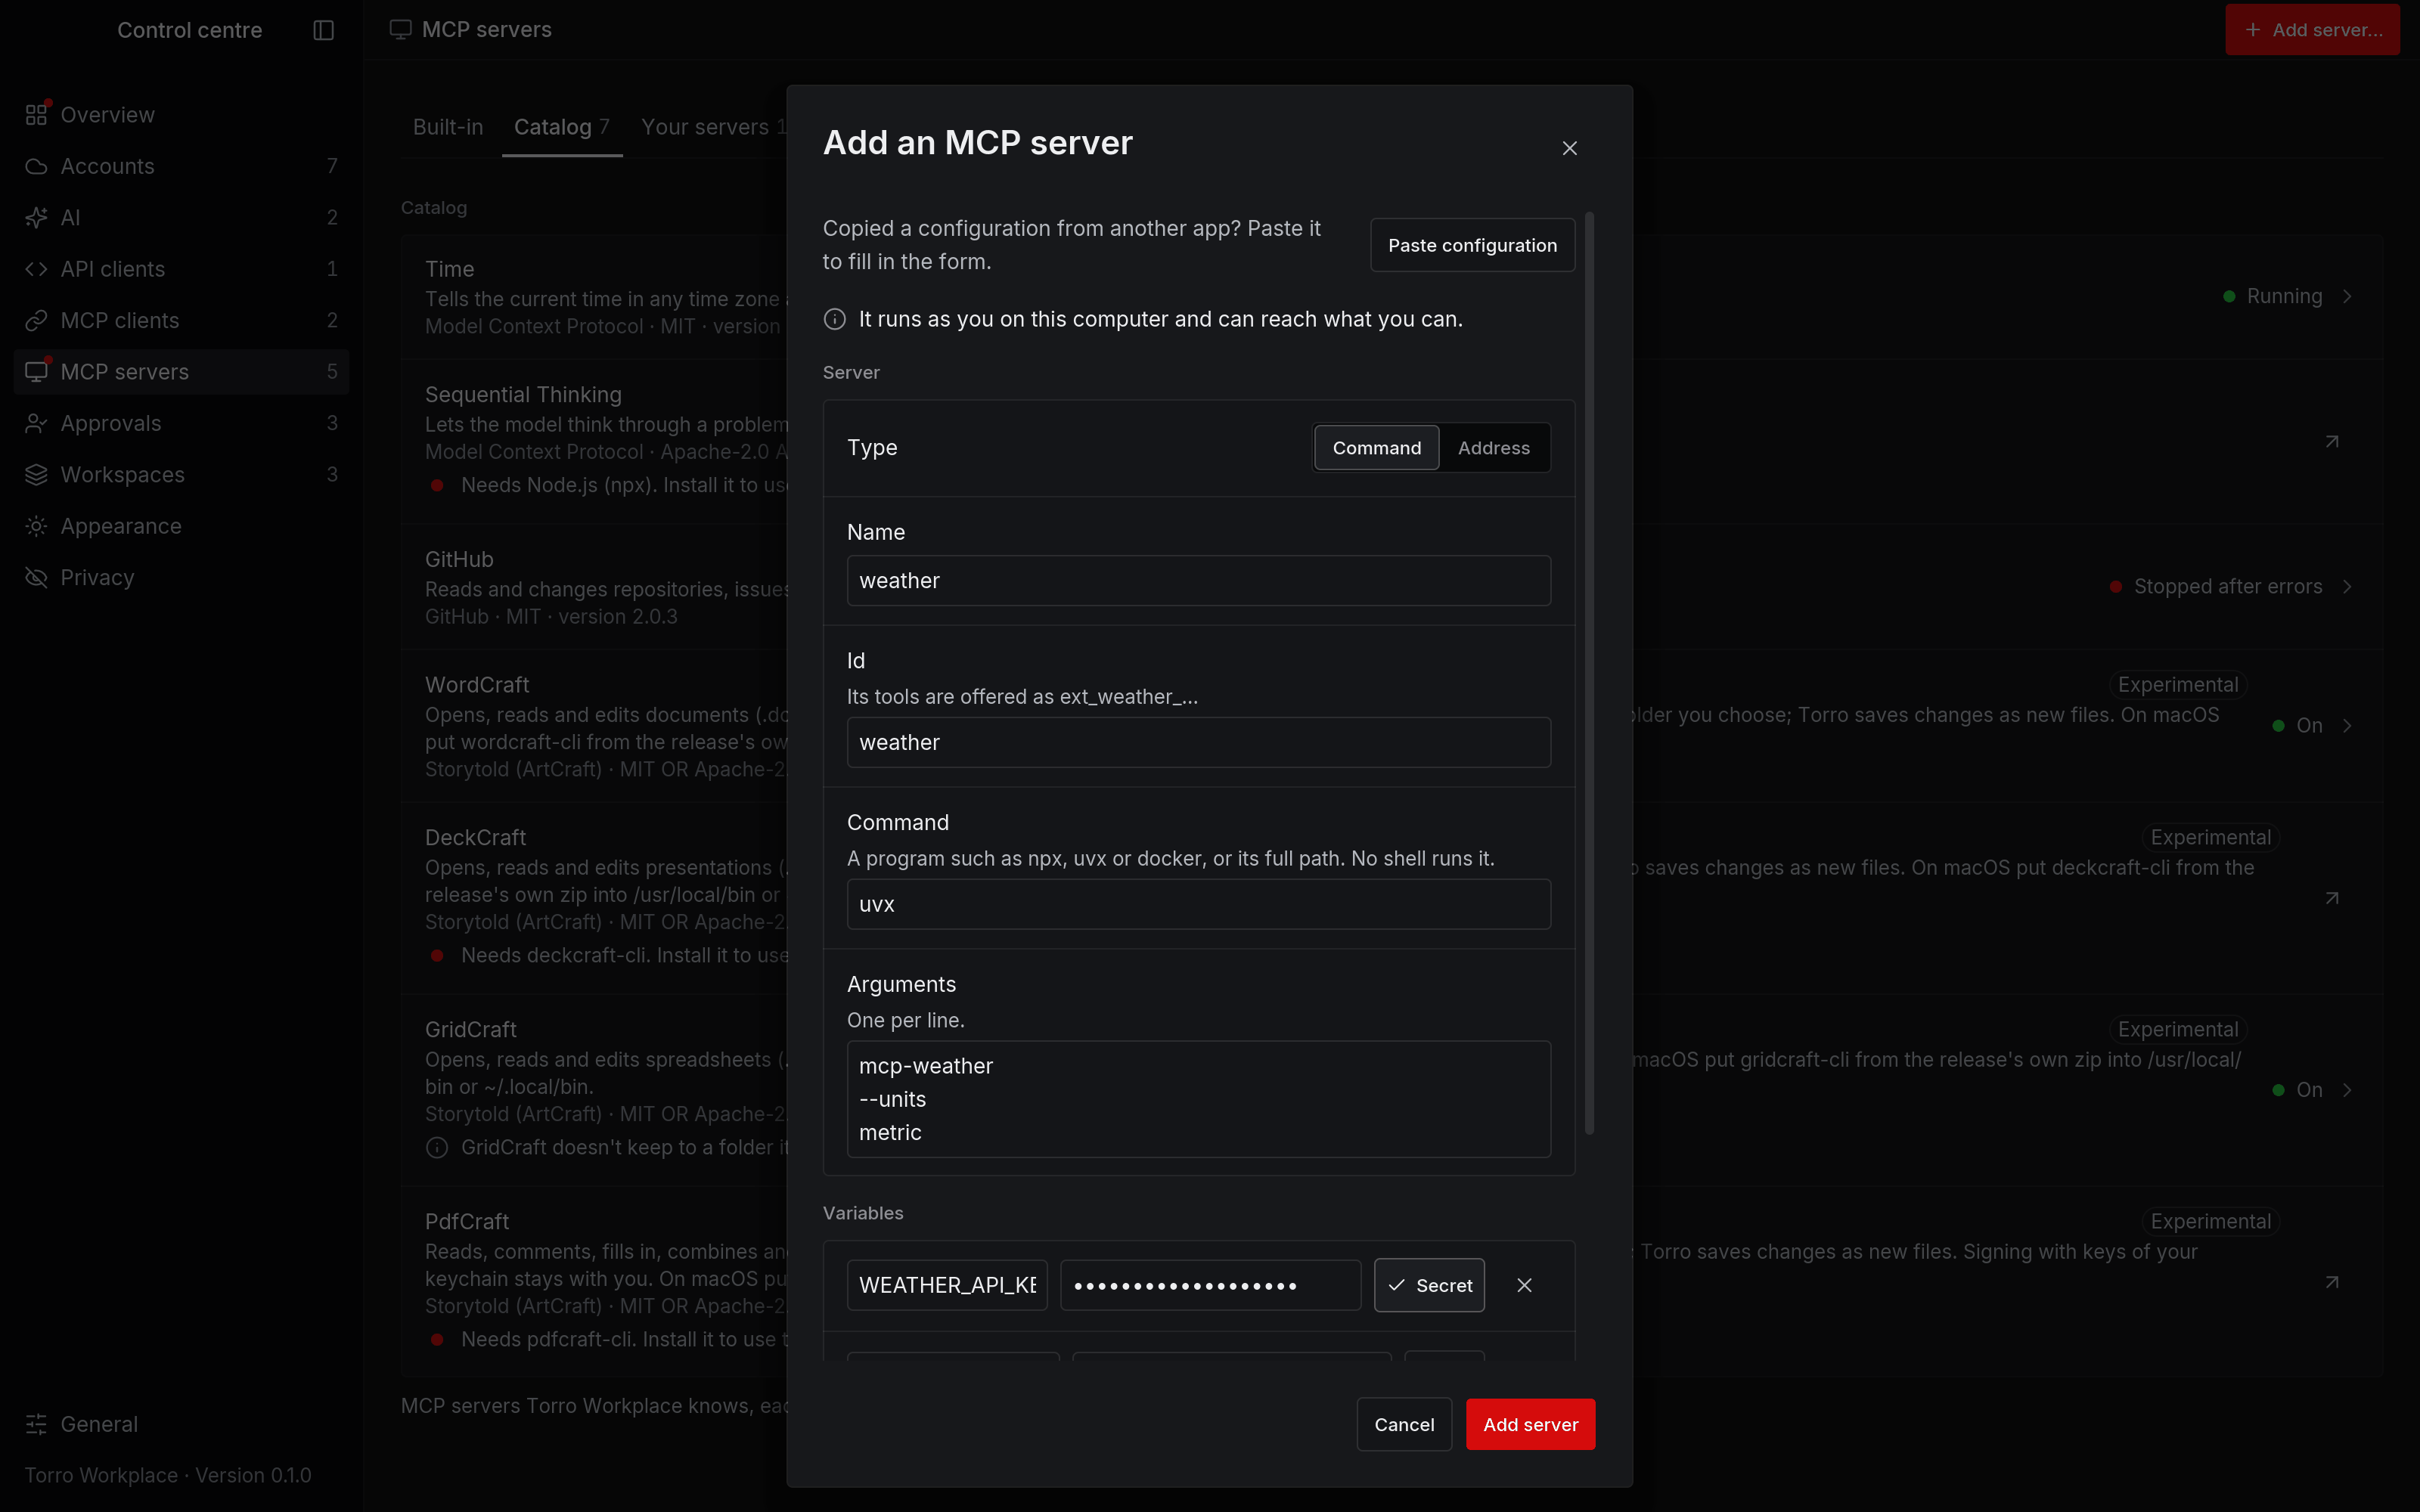 Control centre
MCP servers
Add server...
Overview
Accounts 7
AI 2
API clients 1
MCP clients 2
MCP servers 5
Approvals 3
Workspaces 3
Appearance
Privacy
General
Torro Workplace · Version 0.1.0
Built-in
Catalog 7
Your servers 1
Catalog
Time
Tells the current time in any time zone
Model Context Protocol · MIT · version
Running
Sequential Thinking
Lets the model think through a problem
Model Context Protocol · Apache-2.0
Needs Node.js (npx). Install it to
GitHub
Reads and changes repositories, issues
GitHub · MIT · version 2.0.3
Stopped after errors
WordCraft
Experimental
Opens, reads and edits documents you choose; Torro saves changes as new files. On macOS
put wordcraft-cli from the release's
Storytold (ArtCraft) · MIT OR Apache-2.
On
DeckCraft
Experimental
Opens, reads and edits presentations saves changes as new files. On macOS put deckcraft-cli from the
release's own zip into /usr/local/bin or
Storytold (ArtCraft) · MIT OR Apache-2.
Needs deckcraft-cli. Install it to use
GridCraft
Experimental
Opens, reads and edits spreadsheets macOS put gridcraft-cli from the release's own zip into /usr/local/
bin or ~/.local/bin.
Storytold (ArtCraft) · MIT OR Apache-2.
GridCraft doesn't keep to a folder
On
PdfCraft
Experimental
Reads, comments, fills in, combines Torro saves changes as new files. Signing with keys of your
keychain stays with you. On macOS
Storytold (ArtCraft) · MIT OR Apache-2.
Needs pdfcraft-cli. Install it to use
MCP servers Torro Workplace knows,
Add an MCP server
Copied a configuration from another app? Paste it
to fill in the form.
Paste configuration
It runs as you on this computer and can reach what you can.
Server
Type
Command
Address
Name
weather
Id
Its tools are offered as ext_weather_...
weather
Command
A program such as npx, uvx or docker, or its full path. No shell runs it.
uvx
Arguments
One per line.
mcp-weather
--units
metric
Variables
WEATHER_API_KE
Secret
Cancel
Add server